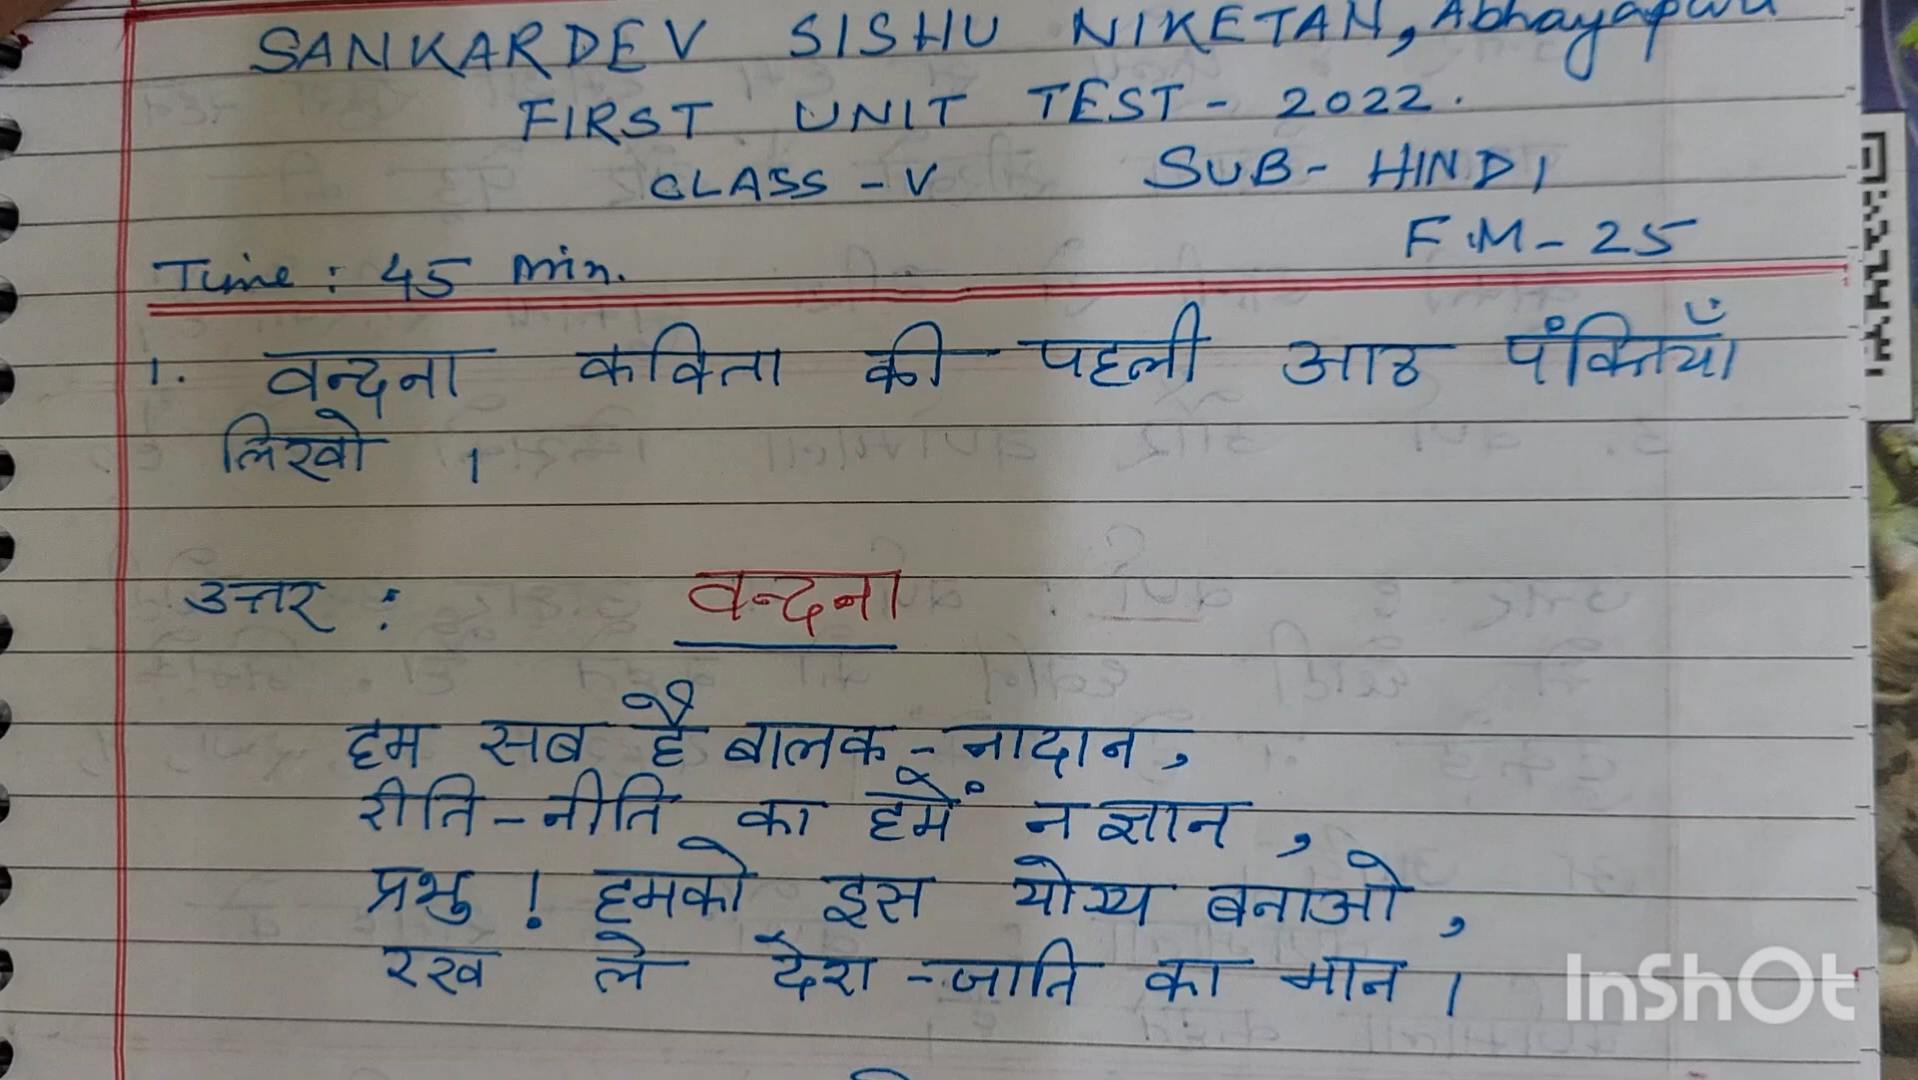 SANKARDEV SISHU NIKETAN, Abhayapuri
FIRST UNIT TEST - 2022.
CLASS - V SUB - HINDI
F.M - 25
Time : 45 min.
1. वन्दना कविता की पहली आठ पंक्तियाँ
लिखो ।
उत्तर : वन्दना
हम सब है बालक - नादान,
रीति - नीति का हमें न ज्ञान,
प्रभु ! हमको इस योग्य बनाओ,
रख ले देश - जाति का मान ।
InShOt